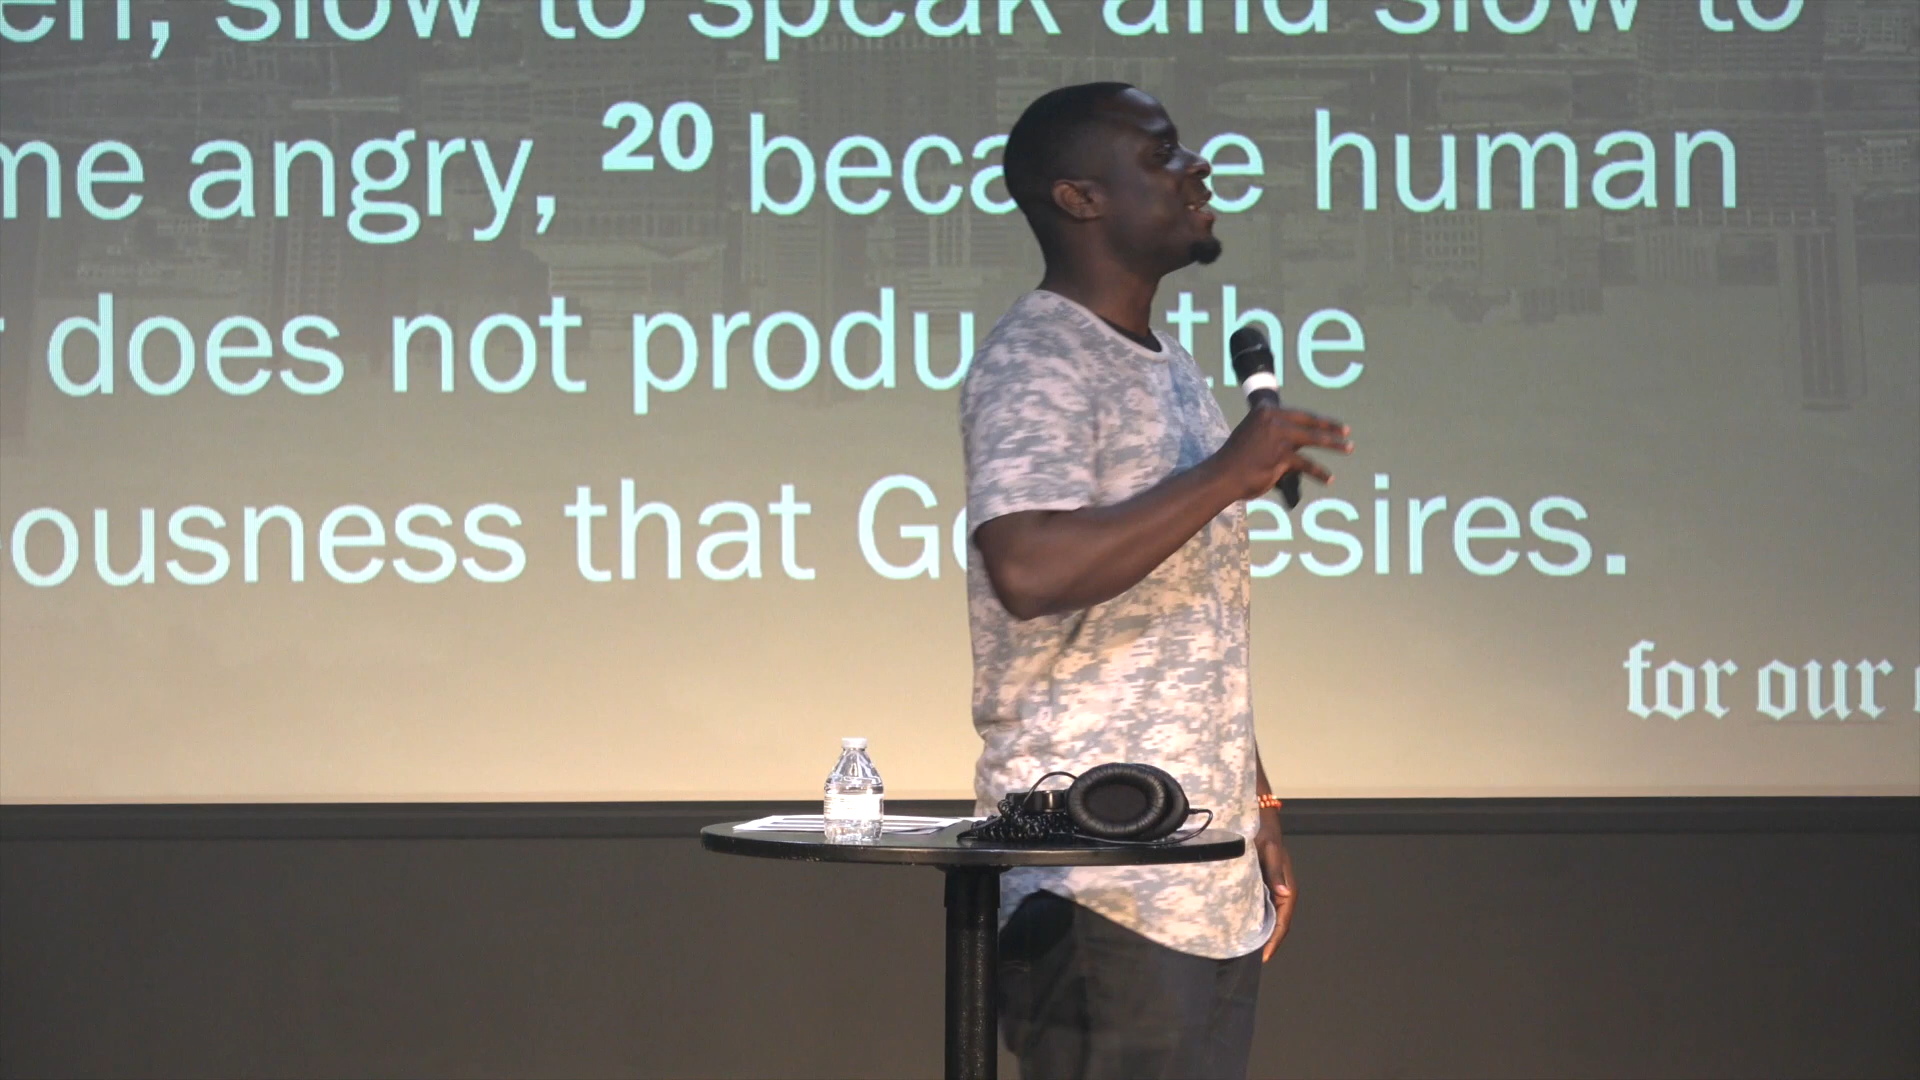 en, slow to speak and slow to
me angry, 20 beca e human
does not produ the
ousness that G esires.
for our